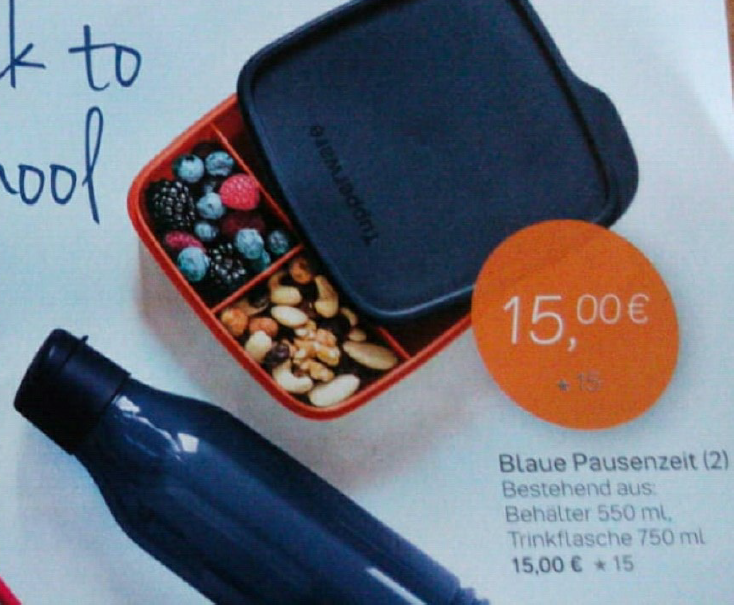 k to
ool
Tupperware
15,00 €
★ 15
Blaue Pausenzeit (2)
Bestehend aus:
Behälter 550 ml,
Trinkflasche 750 ml
15,00 € ★ 15